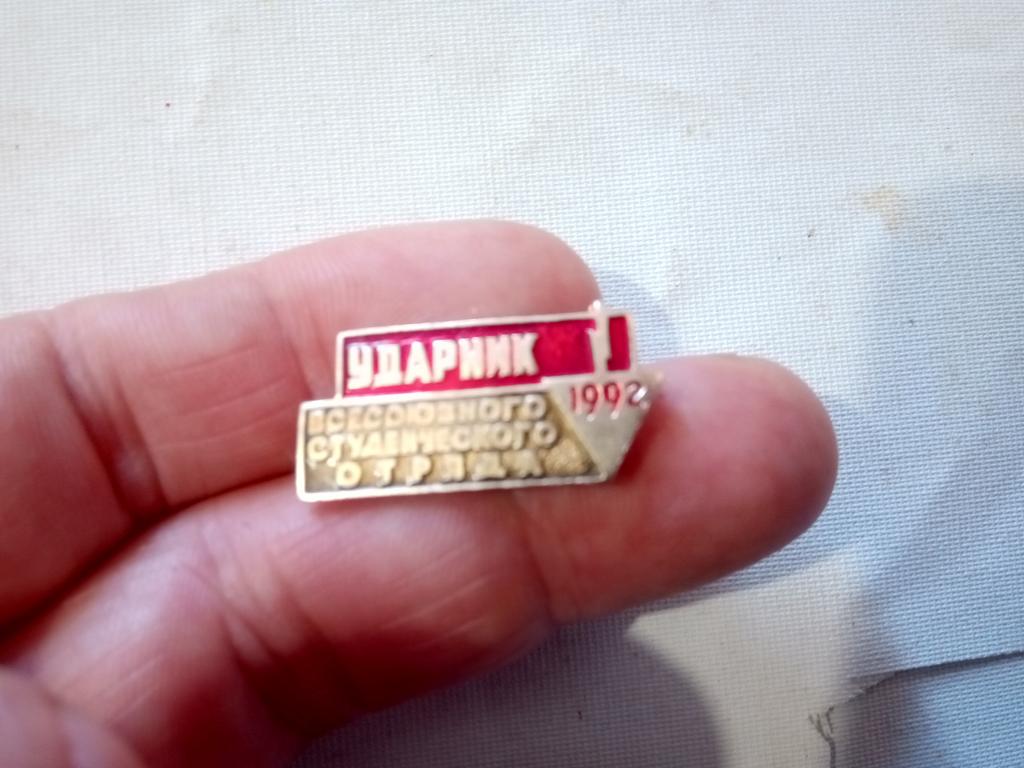 УДАРНИК
1992
ВСЕСОЮЗНОГО
СТУДЕНЧЕСКОГО
ОТРЯДА